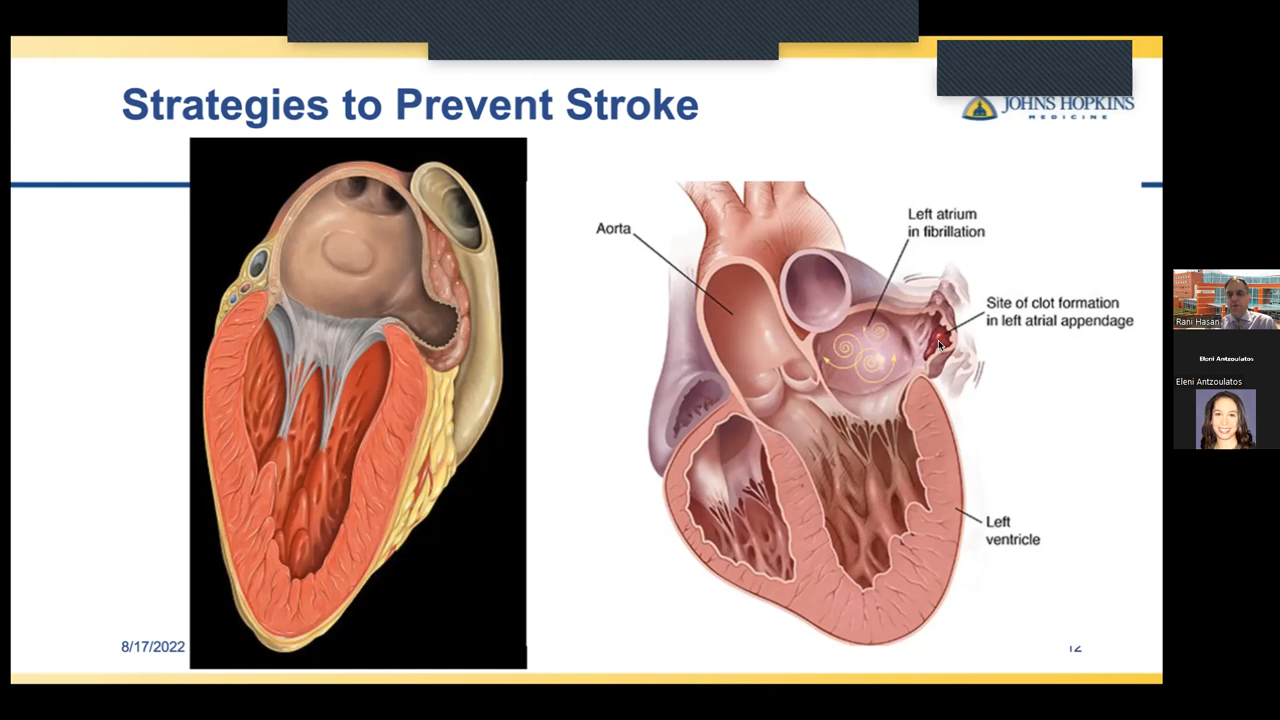 Strategies to Prevent Stroke
JOHNS HOPKINS
MEDICINE
Left atrium
in fibrillation
Aorta
Site of clot formation
in left atrial appendage
Left
ventricle
8/17/2022
12
Rani Hasan
Eleni Antzoulatos
Eleni Antzoulatos